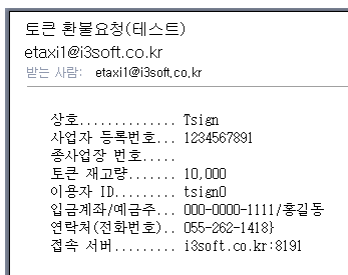 토큰 환불요청(테스트)
etaxi1@i3soft.co.kr
받는 사람: etaxi1@i3soft.co.kr
상호.............. Tsign
사업자 등록번호... 1234567891
종사업장 번호.....
토큰 재고량....... 10,000
이용자 ID......... tsign0
입금계좌/예금주... 000-0000-1111/홍길동
연락처(전화번호).. 055-262-1418}
접속 서버......... i3soft.co.kr:8191